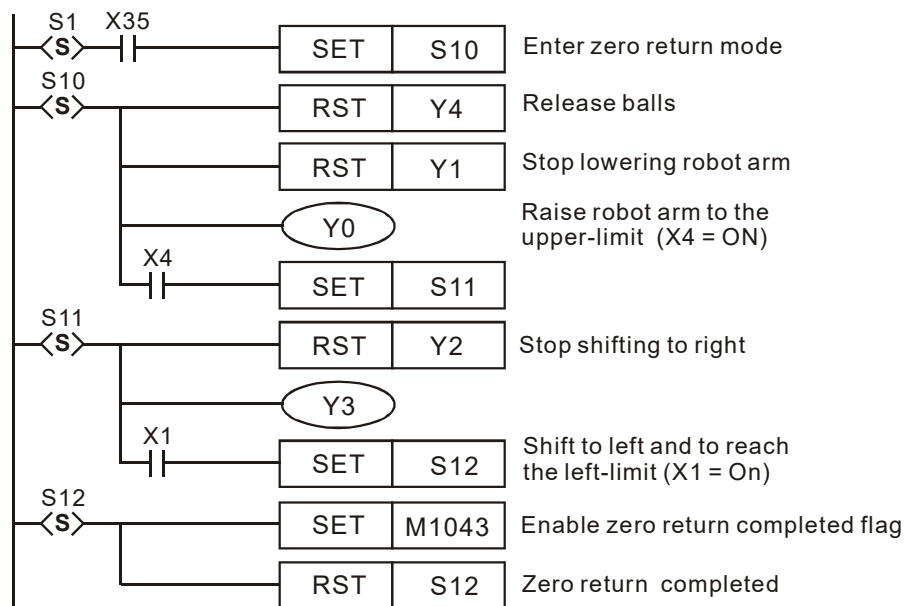 S1 X35
S SET S10 Enter zero return mode
S10
S RST Y4 Release balls
RST Y1 Stop lowering robot arm
Y0 Raise robot arm to the
upper-limit (X4 = ON)
X4
SET S11
S11
S RST Y2 Stop shifting to right
Y3
X1
SET S12 Shift to left and to reach
the left-limit (X1 = On)
S12
S SET M1043 Enable zero return completed flag
RST S12 Zero return completed